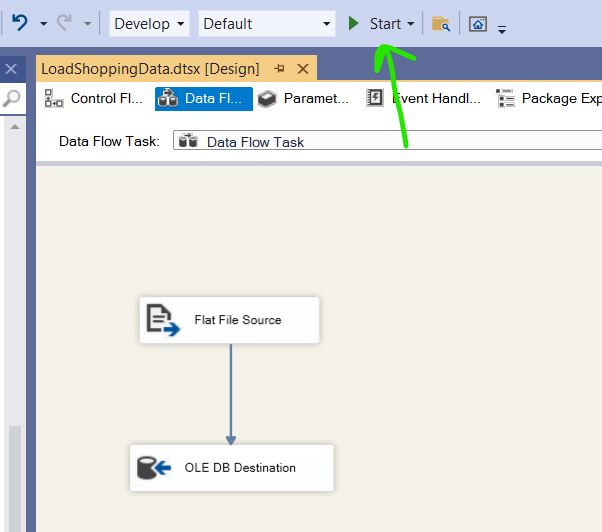 Develop Default Start
LoadShoppingData.dtsx [Design]
Control Fl... Data Fl... Paramet... Event Handl... Package Exp
Data Flow Task: Data Flow Task
Flat File Source
OLE DB Destination